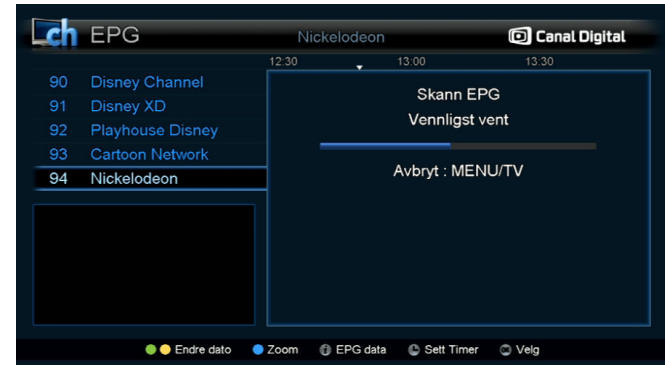 ch EPG Nickelodeon Canal Digital
12:30 13:00 13:30
90 Disney Channel
91 Disney XD
92 Playhouse Disney
93 Cartoon Network
94 Nickelodeon
Skann EPG
Vennligst vent
Avbryt : MENU/TV
Endre dato Zoom EPG data Sett Timer Velg